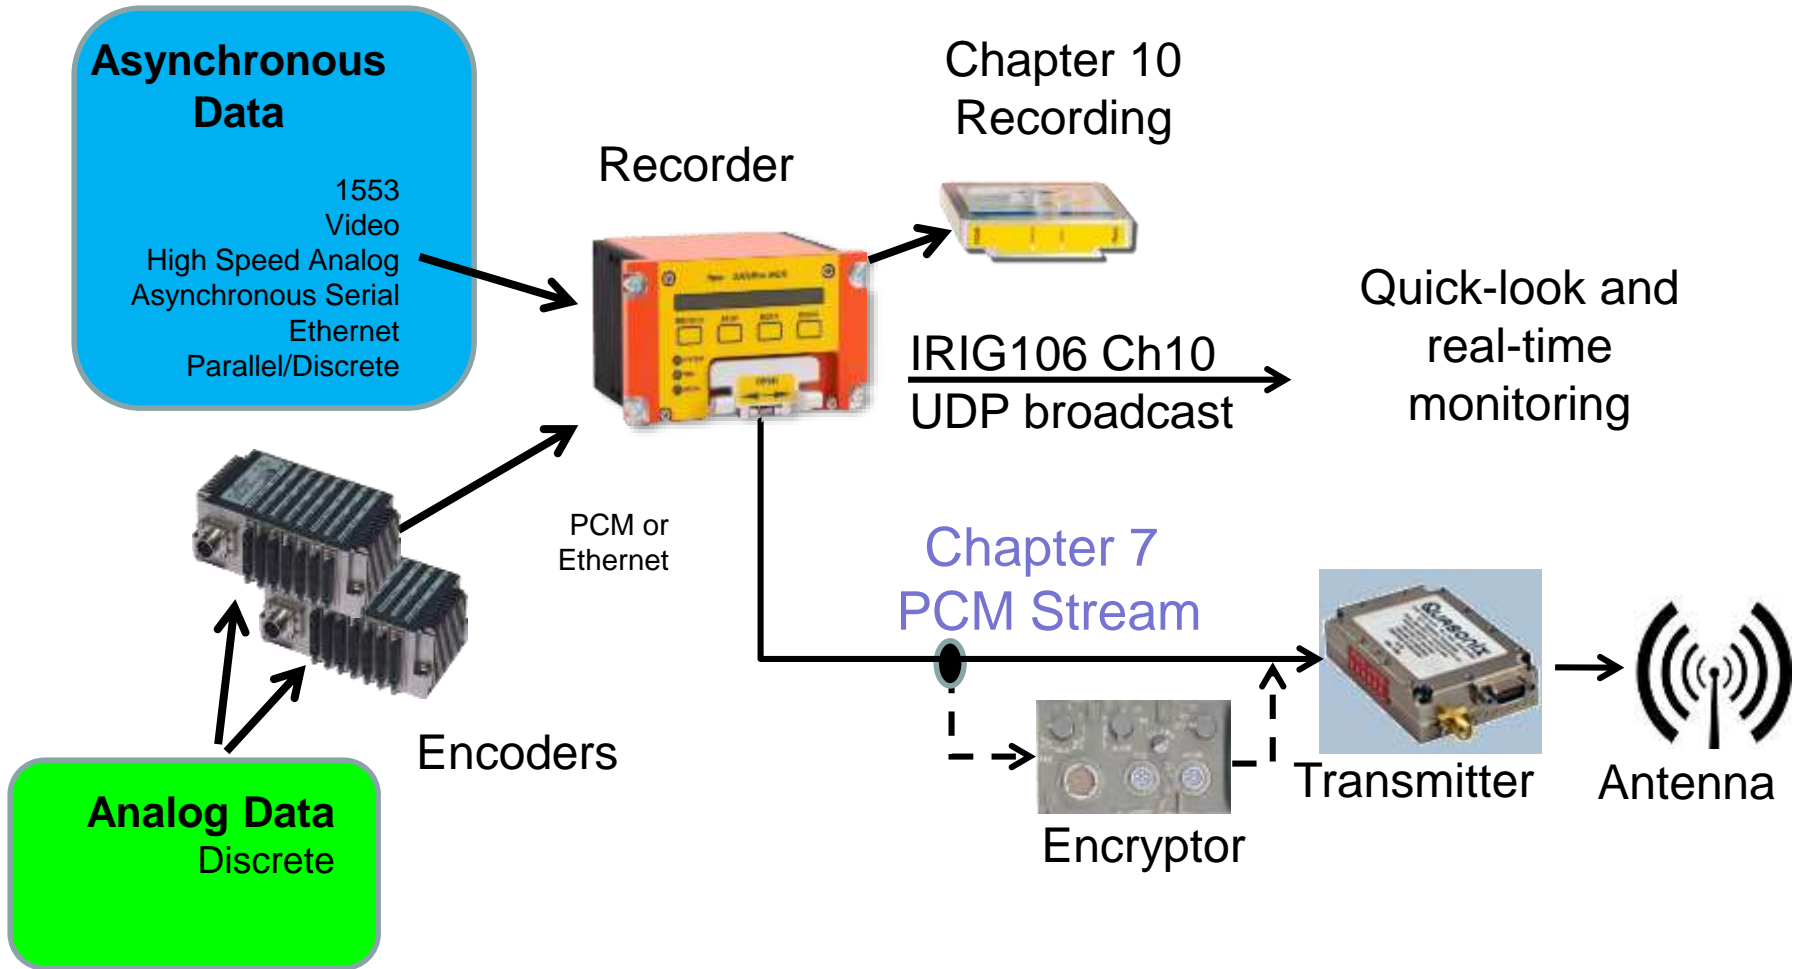 Asynchronous
Data
1553
Video
High Speed Analog
Asynchronous Serial
Ethernet
Parallel/Discrete
Recorder
Chapter 10
Recording
IRIG106 Ch10
UDP broadcast
Quick-look and
real-time
monitoring
PCM or
Ethernet
Chapter 7
PCM Stream
Quasonix
Encoders
Analog Data
Discrete
Encryptor
Transmitter
Antenna